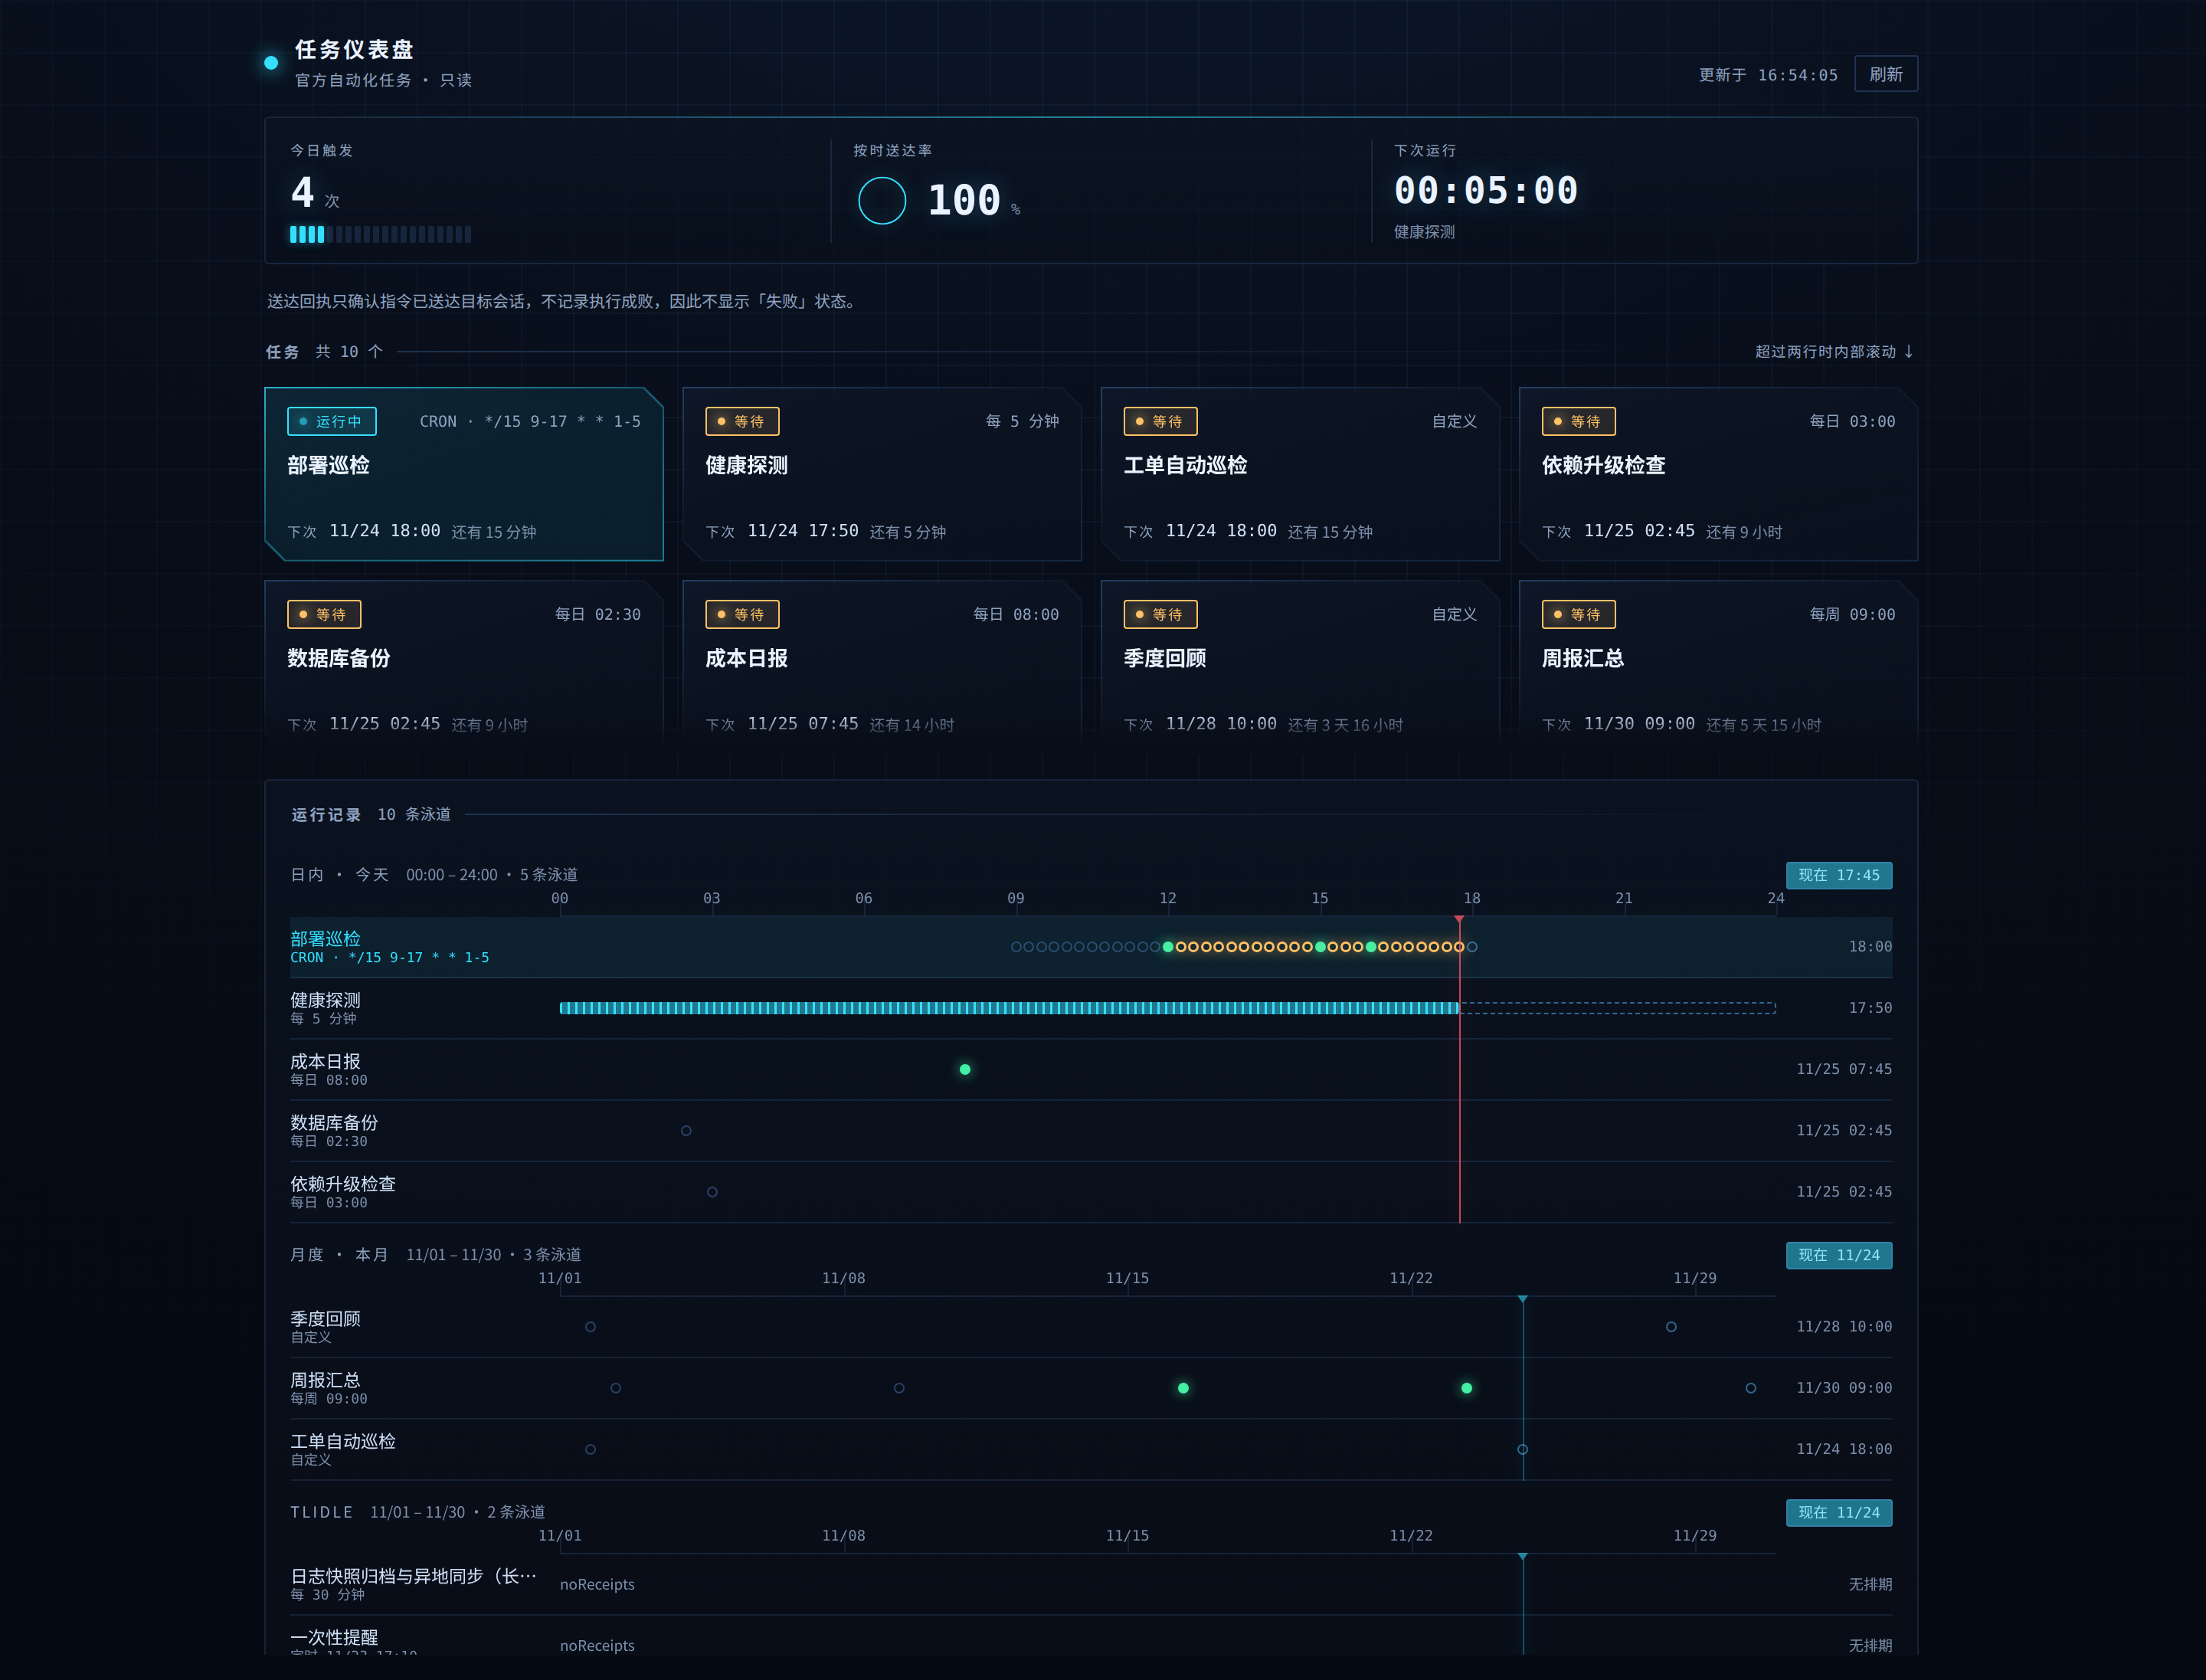 任务仪表盘
官方自动化任务 · 只读
更新于 16:54:05 刷新
今日触发
4 次
按时送达率
100 %
下次运行
00:05:00
健康探测
送达回执只确认指令已送达目标会话，不记录执行成败，因此不显示「失败」状态。
任务 共 10 个
超过两行时内部滚动 ↓
运行中 CRON · */15 9-17 * * 1-5
部署巡检
下次 11/24 18:00 还有 15 分钟
等待 每 5 分钟
健康探测
下次 11/24 17:50 还有 5 分钟
等待 自定义
工单自动巡检
下次 11/24 18:00 还有 15 分钟
等待 每日 03:00
依赖升级检查
下次 11/25 02:45 还有 9 小时
等待 每日 02:30
数据库备份
下次 11/25 02:45 还有 9 小时
等待 每日 08:00
成本日报
下次 11/25 07:45 还有 14 小时
等待 自定义
季度回顾
下次 11/28 10:00 还有 3 天 16 小时
等待 每周 09:00
周报汇总
下次 11/30 09:00 还有 5 天 15 小时
运行记录 10 条泳道
日内 · 今天 00:00 – 24:00 · 5 条泳道
现在 17:45
00 03 06 09 12 15 18 21 24
部署巡检
CRON · */15 9-17 * * 1-5
18:00
健康探测
每 5 分钟
17:50
成本日报
每日 08:00
11/25 07:45
数据库备份
每日 02:30
11/25 02:45
依赖升级检查
每日 03:00
11/25 02:45
月度 · 本月 11/01 – 11/30 · 3 条泳道
现在 11/24
11/01 11/08 11/15 11/22 11/29
季度回顾
自定义
11/28 10:00
周报汇总
每周 09:00
11/30 09:00
工单自动巡检
自定义
11/24 18:00
TLIDLE 11/01 – 11/30 · 2 条泳道
现在 11/24
11/01 11/08 11/15 11/22 11/29
日志快照归档与异地同步（长…
每 30 分钟
noReceipts
无排期
一次性提醒
noReceipts
无排期